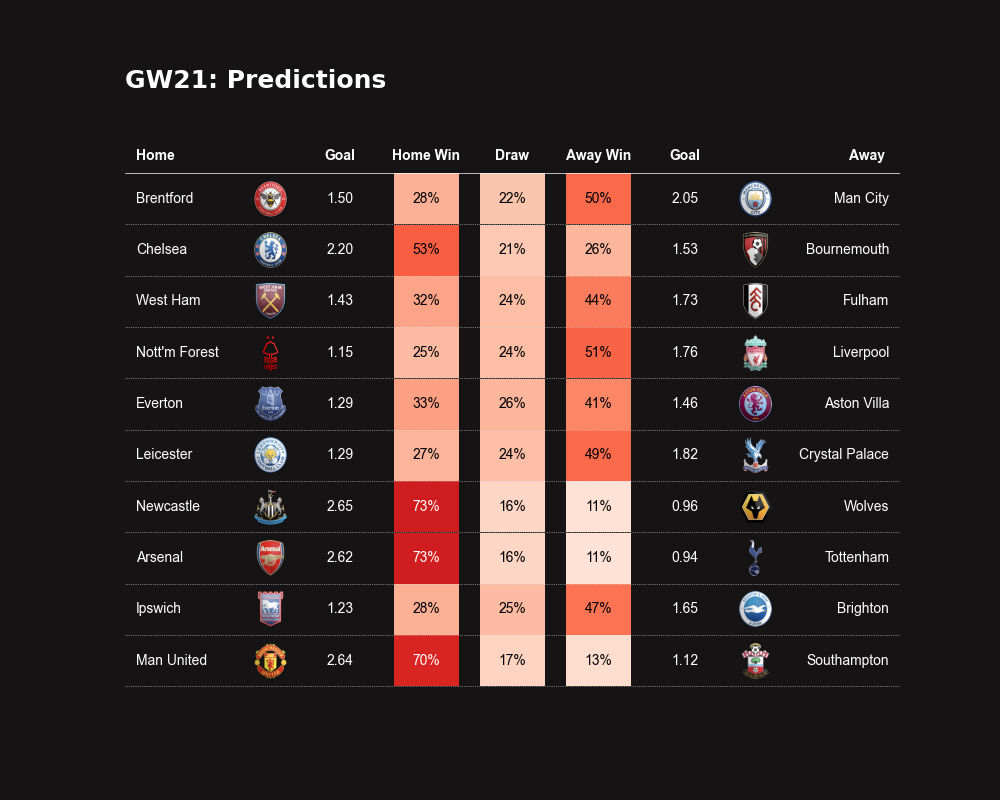 GW21: Predictions
Home Goal Home Win Draw Away Win Goal Away
Brentford 1.50 28% 22% 50% 2.05 Man City
Chelsea 2.20 53% 21% 26% 1.53 Bournemouth
West Ham 1.43 32% 24% 44% 1.73 Fulham
Nott'm Forest 1.15 25% 24% 51% 1.76 Liverpool
Everton 1.29 33% 26% 41% 1.46 Aston Villa
Leicester 1.29 27% 24% 49% 1.82 Crystal Palace
Newcastle 2.65 73% 16% 11% 0.96 Wolves
Arsenal 2.62 73% 16% 11% 0.94 Tottenham
Ipswich 1.23 28% 25% 47% 1.65 Brighton
Man United 2.64 70% 17% 13% 1.12 Southampton